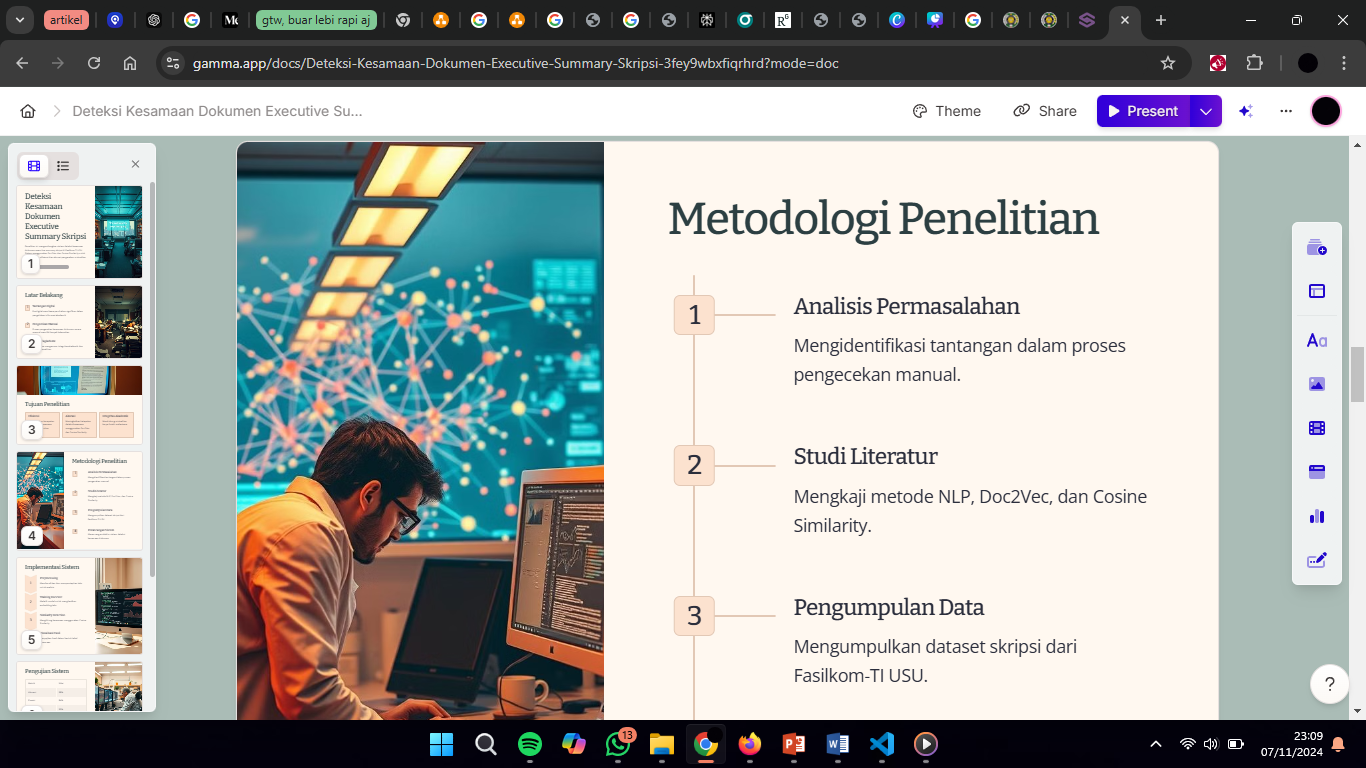 artikel
gtw, buar lebi rapi aj
gamma.app/docs/Deteksi-Kesamaan-Dokumen-Executive-Summary-Skripsi-3fey9wbxfiqrhrd?mode=doc
Deteksi Kesamaan Dokumen Executive Su...
Theme
Share
Present
Deteksi
Kesamaan
Dokumen
Executive
Summary Skripsi
1
Latar Belakang
2
Tujuan Penelitian
3
Metodologi Penelitian
4
Implementasi Sistem
5
Pengujian Sistem
Metodologi Penelitian
1
Analisis Permasalahan
Mengidentifikasi tantangan dalam proses
pengecekan manual.
2
Studi Literatur
Mengkaji metode NLP, Doc2Vec, dan Cosine
Similarity.
3
Pengumpulan Data
Mengumpulkan dataset skripsi dari
Fasilkom-TI USU.
Aa
?
13
23:09
07/11/2024